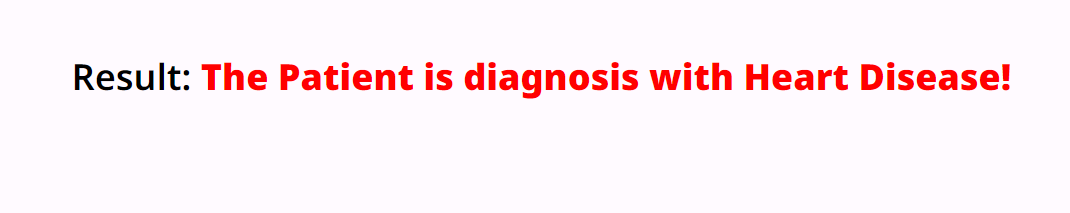 Result: The Patient is diagnosis with Heart Disease!